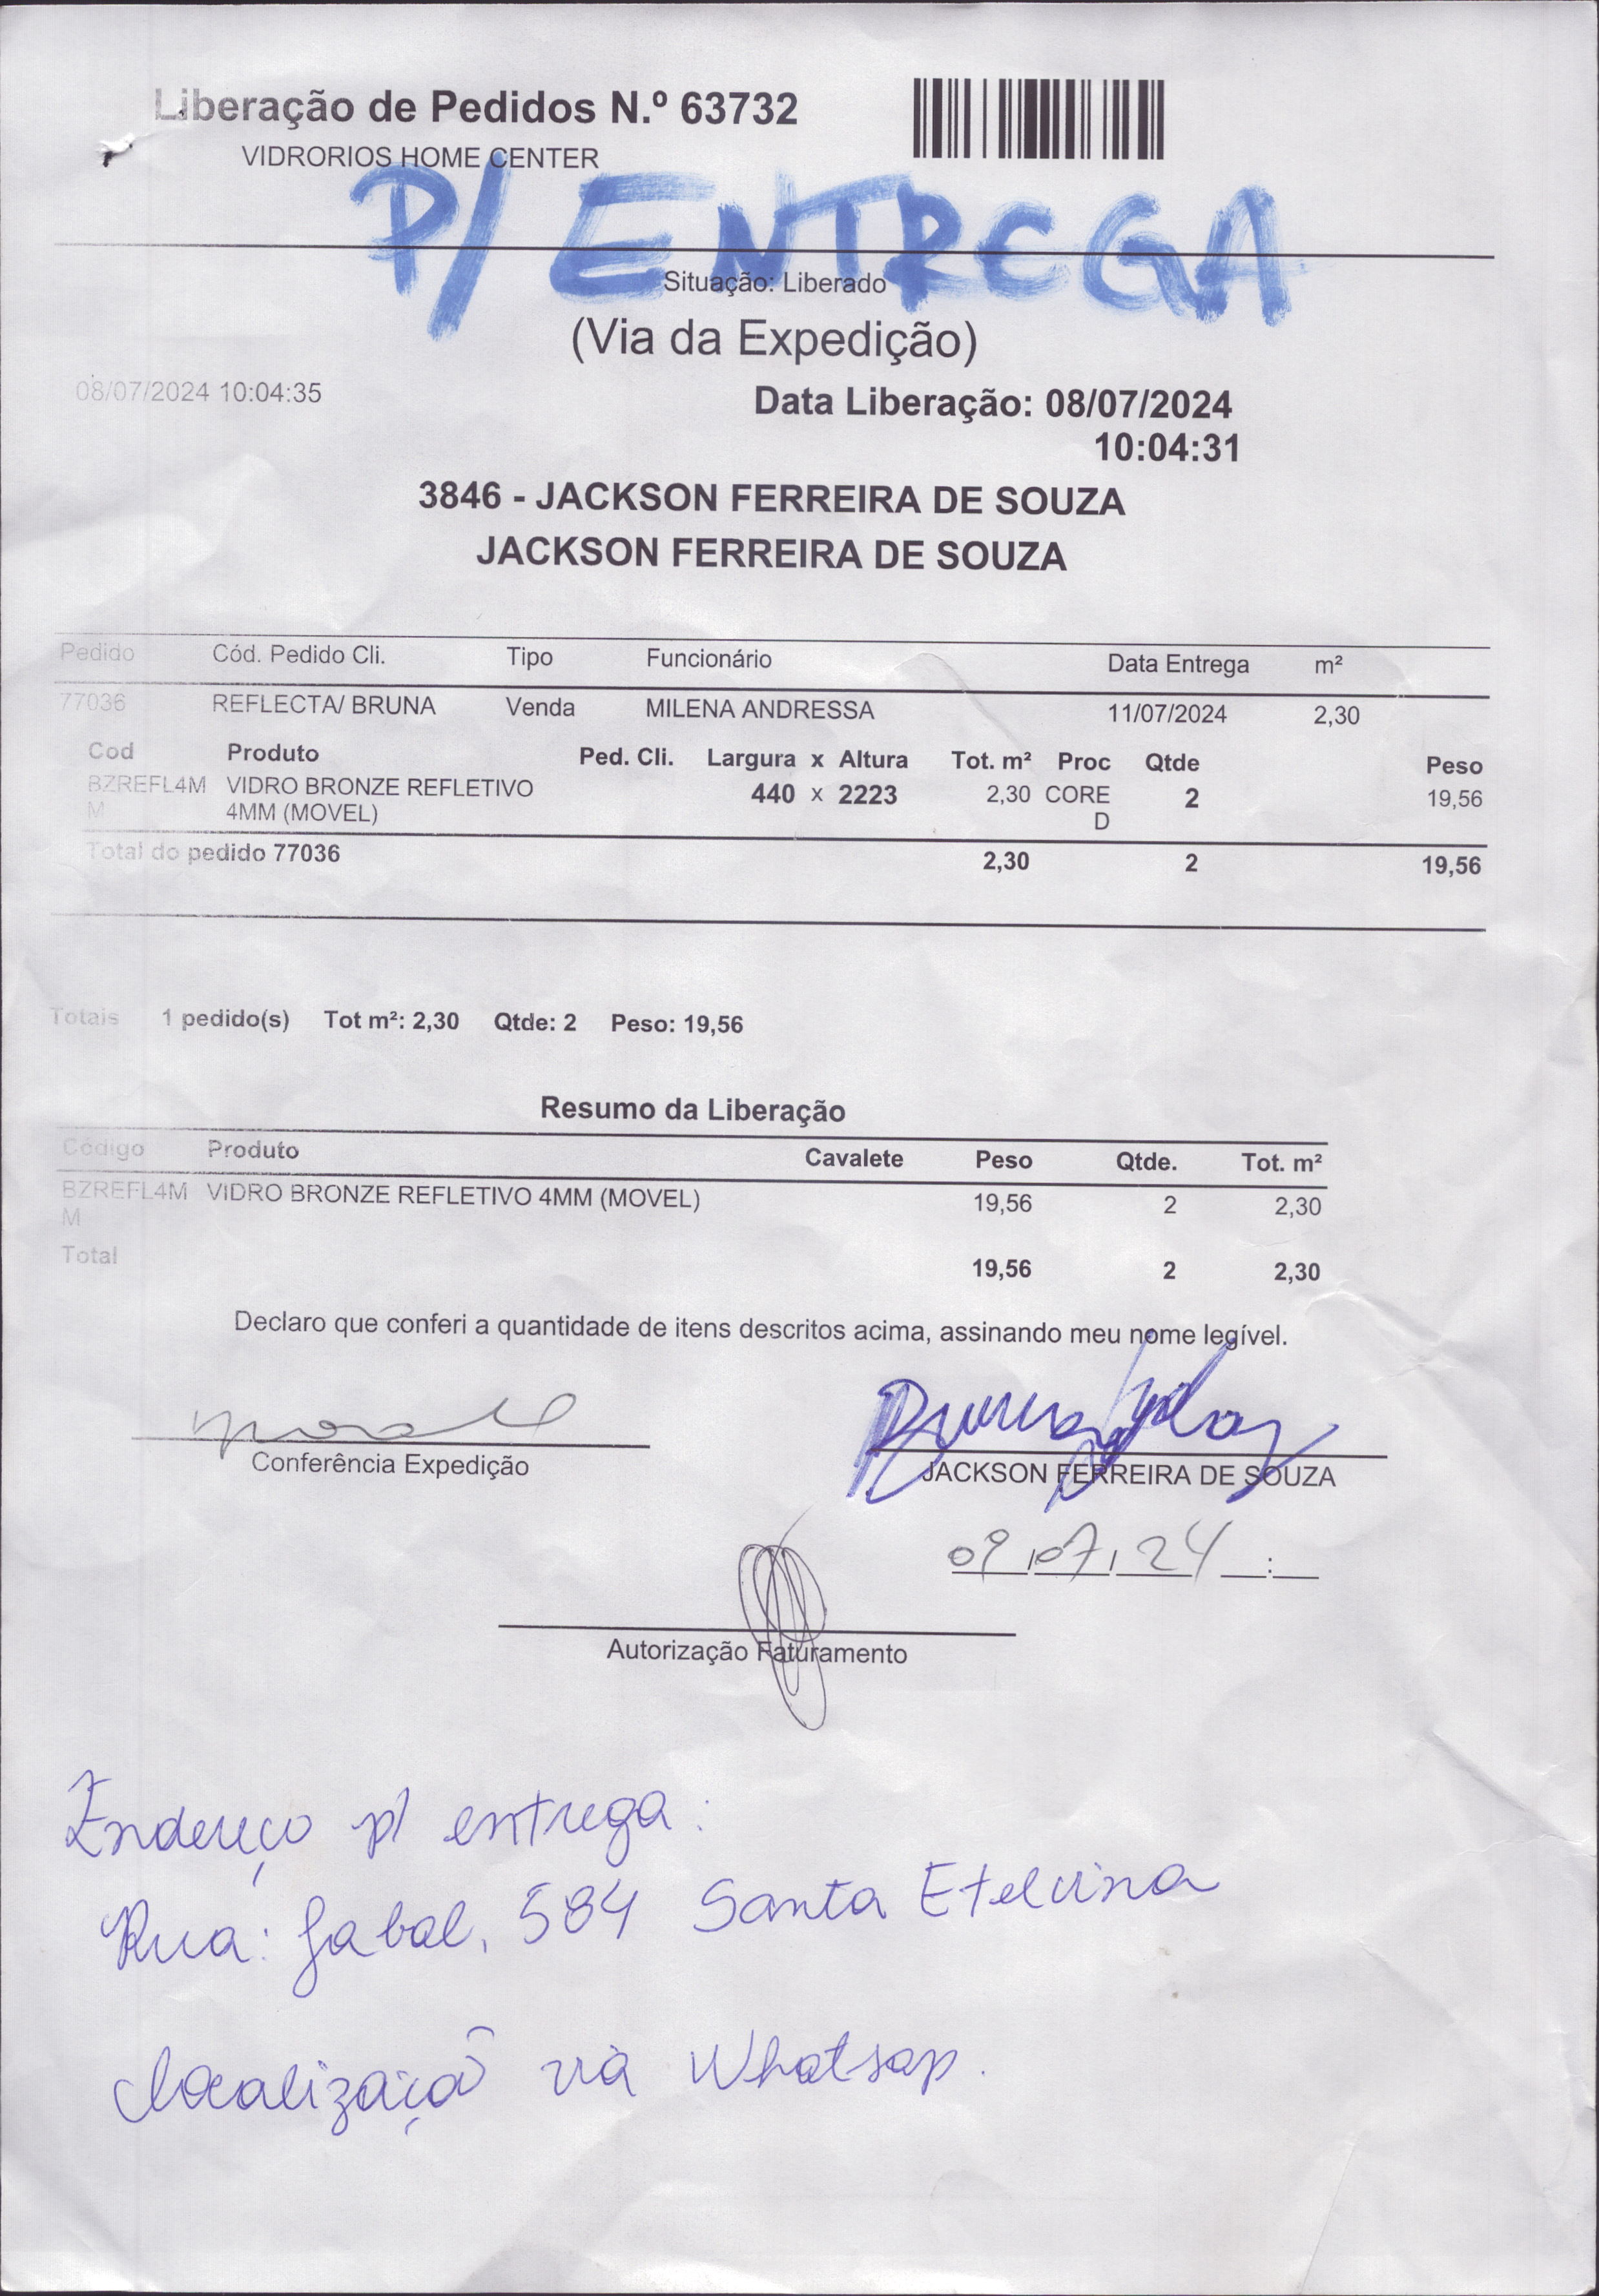 Liberação de Pedidos N.º 63732
VIDRORIOS HOME CENTER
P/ ENTREGA
Situação: Liberado
(Via da Expedição)
08/07/2024 10:04:35
Data Liberação: 08/07/2024
10:04:31
3846 - JACKSON FERREIRA DE SOUZA
JACKSON FERREIRA DE SOUZA
Pedido Cód. Pedido Cli. Tipo Funcionário Data Entrega m²
77036 REFLECTA/ BRUNA Venda MILENA ANDRESSA 11/07/2024 2,30
Cod Produto Ped. Cli. Largura x Altura Tot. m² Proc Qtde Peso
BZREFL4M VIDRO BRONZE REFLETIVO 440 x 2223 2,30 CORE 2 19,56
M 4MM (MOVEL) D
Total do pedido 77036 2,30 2 19,56
Totais 1 pedido(s) Tot m²: 2,30 Qtde: 2 Peso: 19,56
Resumo da Liberação
Código Produto Cavalete Peso Qtde. Tot. m²
BZREFL4M VIDRO BRONZE REFLETIVO 4MM (MOVEL) 19,56 2 2,30
M
Total 19,56 2 2,30
Declaro que conferi a quantidade de itens descritos acima, assinando meu nome legível.
Conferência Expedição
JACKSON FERREIRA DE SOUZA
09/07/24 :
Autorização Faturamento
Endereço p/ entrega:
Rua: Jabal, 584 Santa Etelvina
Localização via Whatsap.